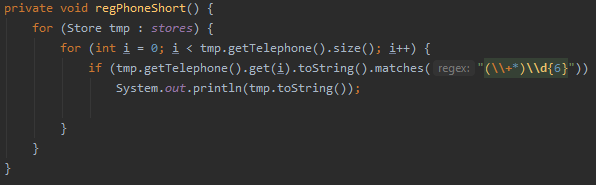 private void regPhoneShort() {
for (Store tmp : stores) {
for (int i = 0; i < tmp.getTelephone().size(); i++) {
if (tmp.getTelephone().get(i).toString().matches( regex: "(\\+*)\\d{6}"))
System.out.println(tmp.toString());
}
}
}